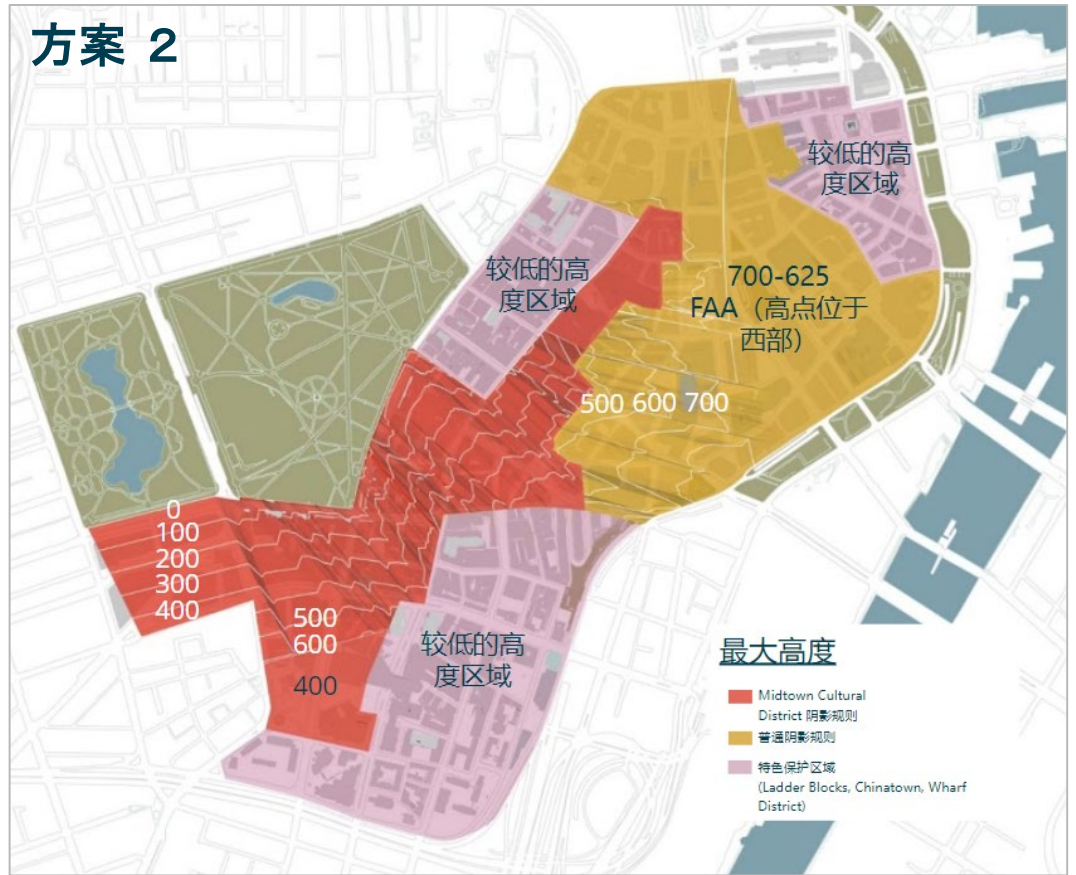 方案 2
较低的高
度区域
较低的高
度区域
700-625
FAA（高点位于
西部）
500 600 700
0
100
200
300
400
500
600
400
较低的高
度区域
最大高度
Midtown Cultural
District 阴影规则
普通阴影规则
特色保护区域
(Ladder Blocks, Chinatown, Wharf
District)